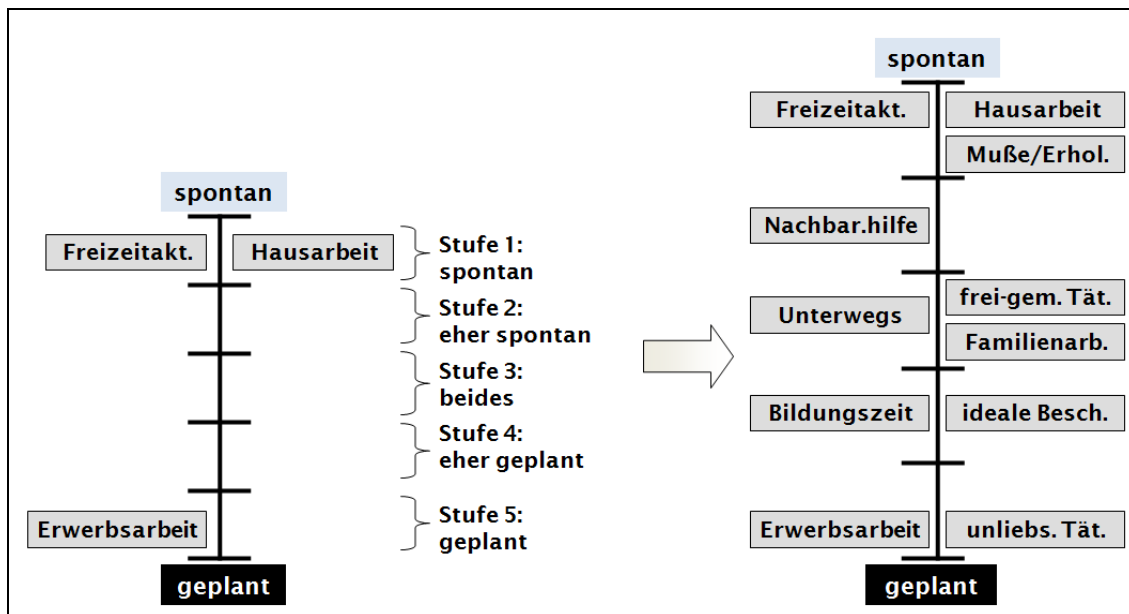 spontan
Freizeitakt.
Hausarbeit
Stufe 1:
spontan
Stufe 2:
eher spontan
Stufe 3:
beides
Stufe 4:
eher geplant
Erwerbsarbeit
Stufe 5:
geplant
geplant
spontan
Freizeitakt.
Hausarbeit
Muße/Erhol.
Nachbar.hilfe
Unterwegs
frei-gem. Tät.
Familienarb.
Bildungszeit
ideale Besch.
Erwerbsarbeit
unliebs. Tät.
geplant